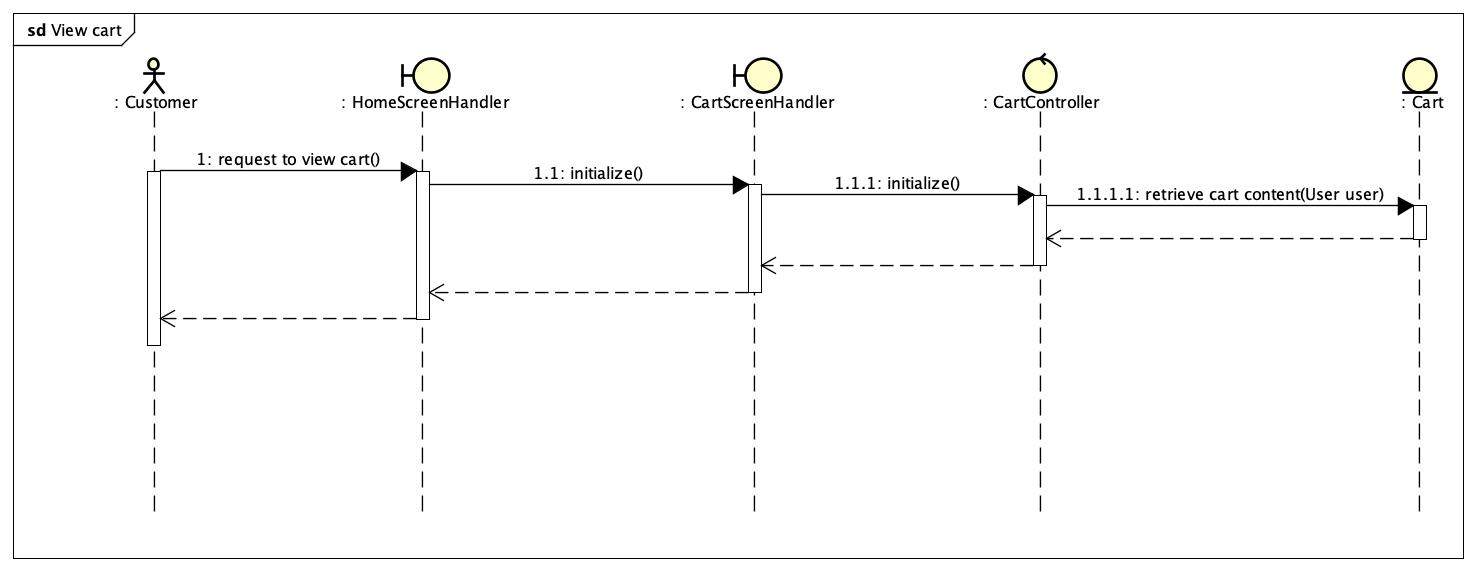 sd View cart
: Customer
: HomeScreenHandler
: CartScreenHandler
: CartController
: Cart
1: request to view cart()
1.1: initialize()
1.1.1: initialize()
1.1.1.1: retrieve cart content(User user)